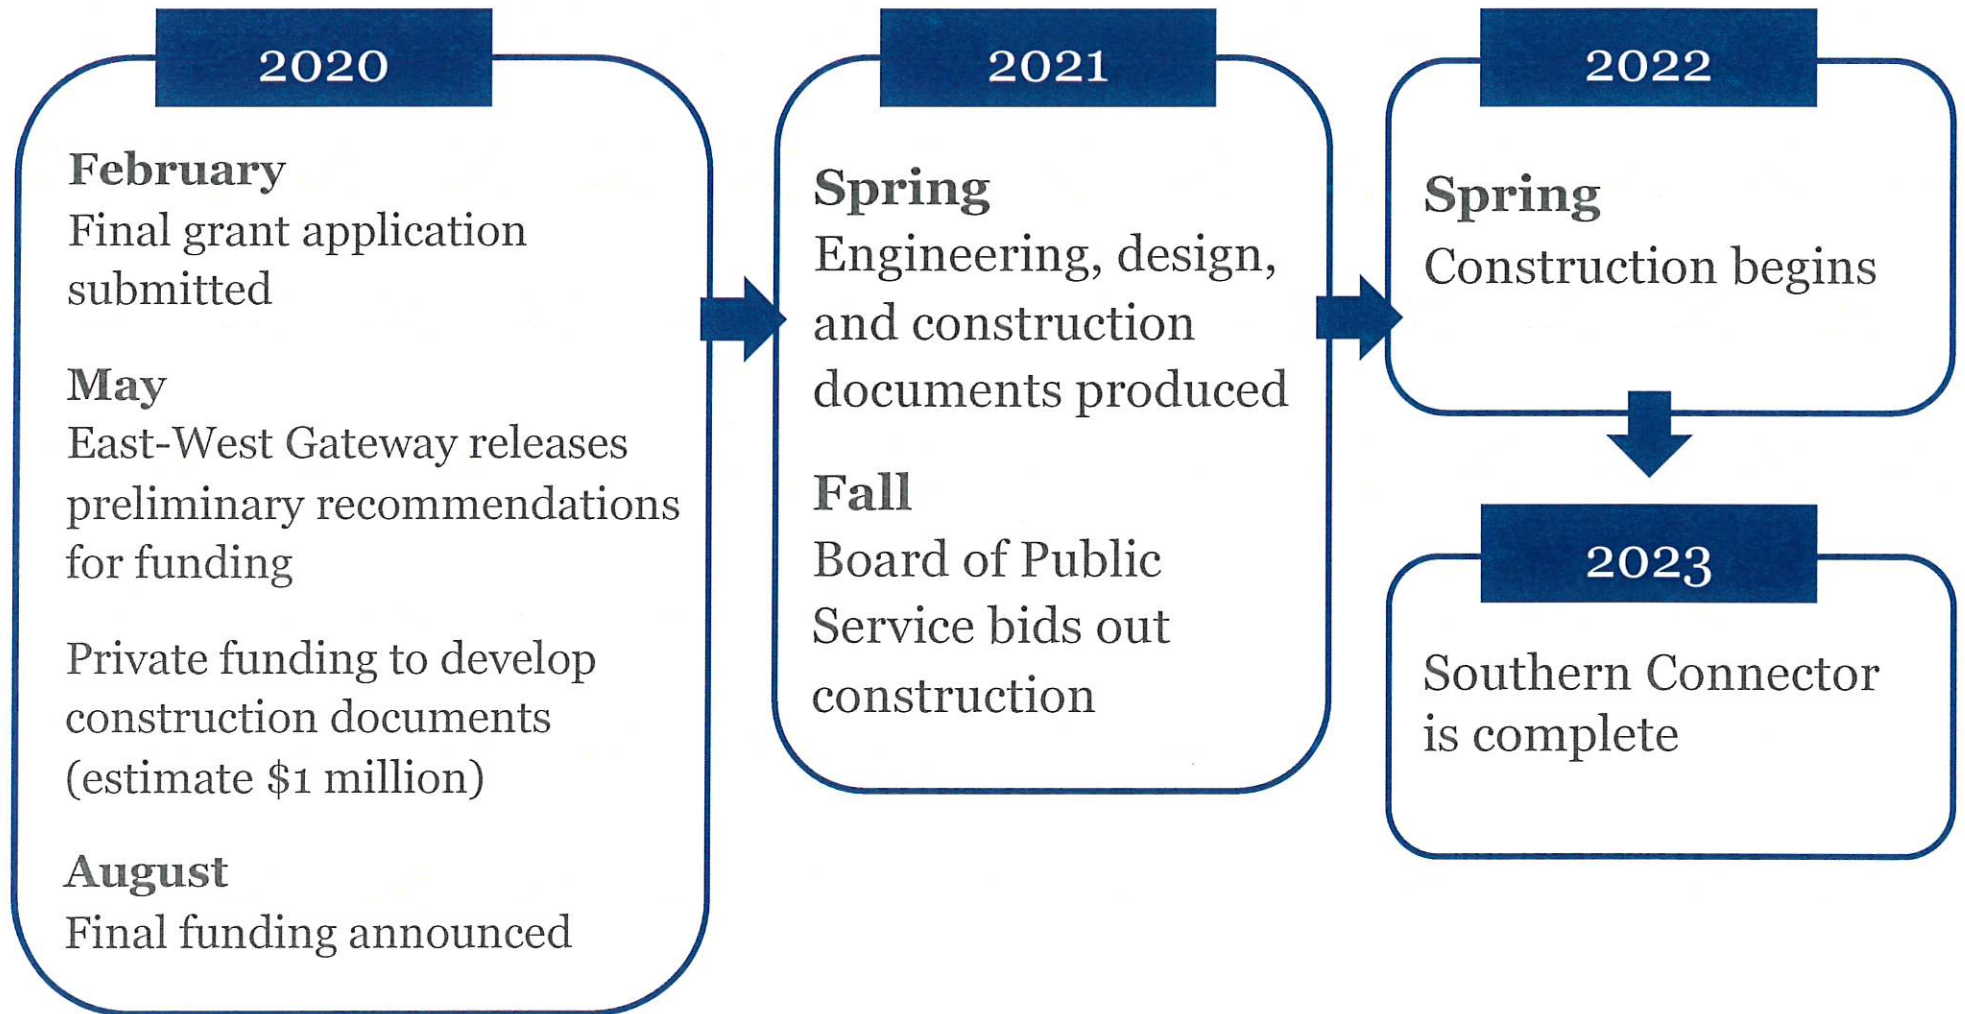 2020
February
Final grant application
submitted
May
East-West Gateway releases
preliminary recommendations
for funding
Private funding to develop
construction documents
(estimate $1 million)
August
Final funding announced
2021
Spring
Engineering, design,
and construction
documents produced
Fall
Board of Public
Service bids out
construction
2022
Spring
Construction begins
2023
Southern Connector
is complete